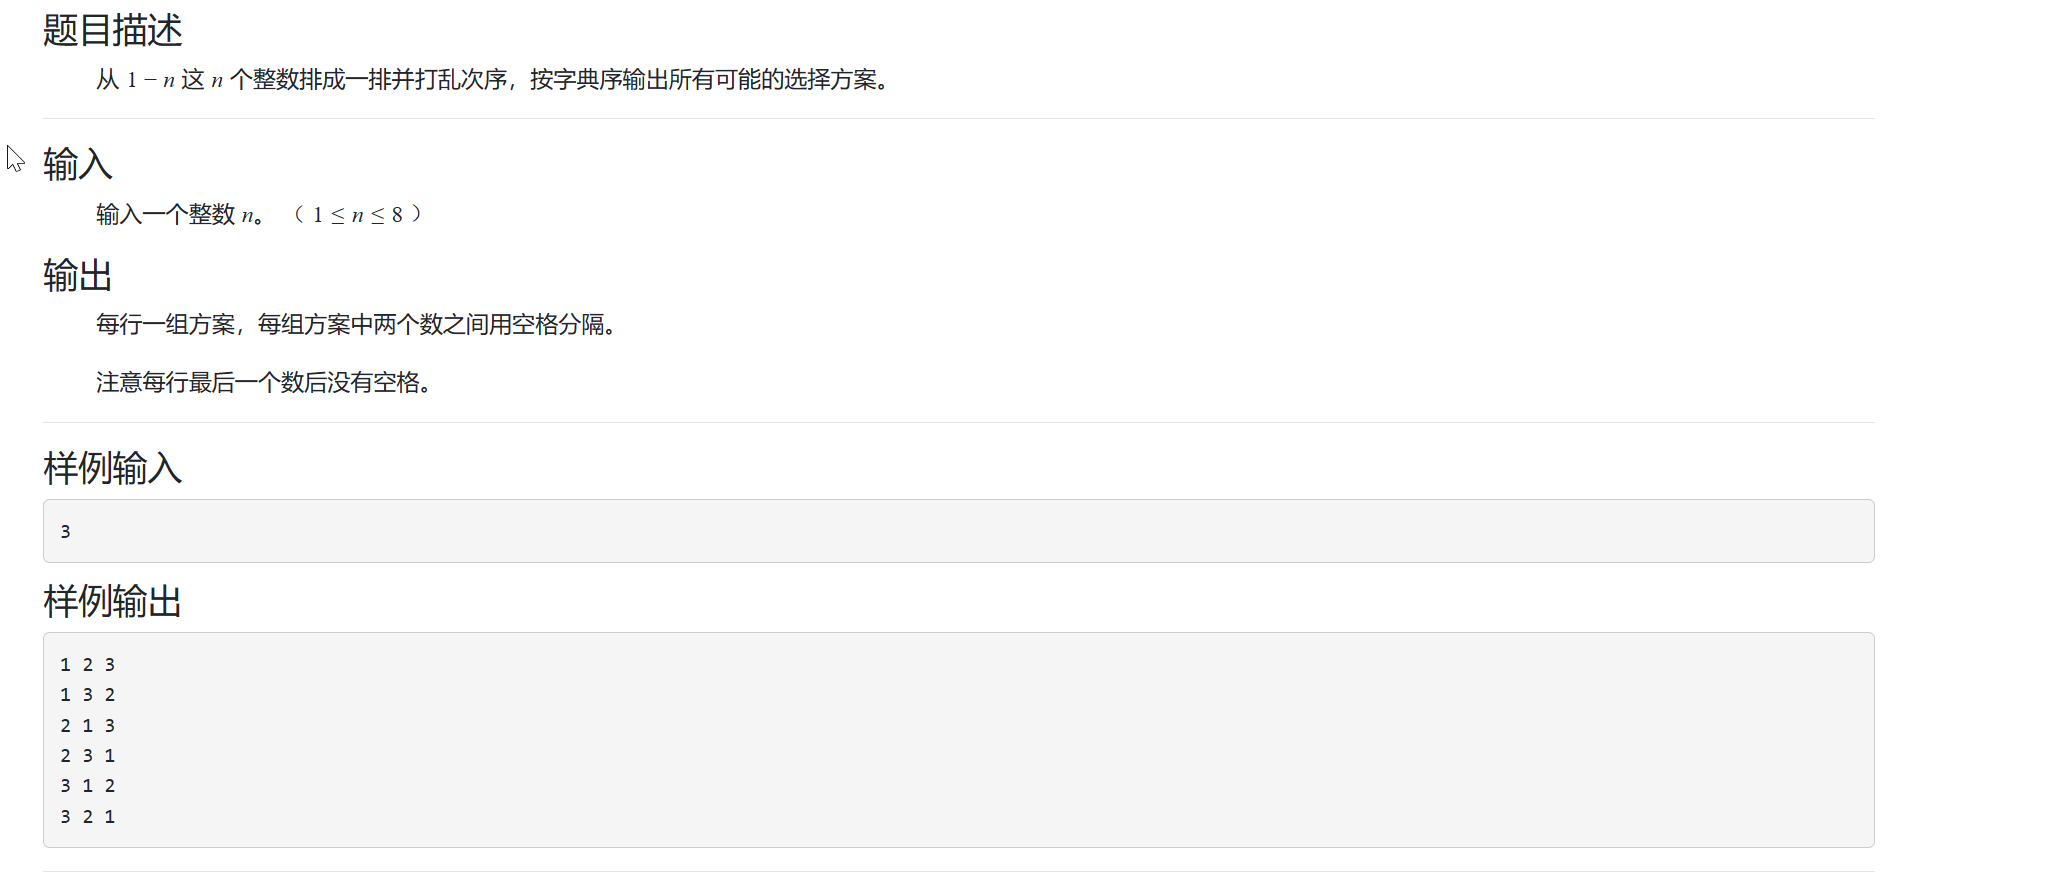 题目描述
从 1 − n 这 n 个整数排成一排并打乱次序，按字典序输出所有可能的选择方案。
输入
输入一个整数 n。 （ 1 ≤ n ≤ 8 ）
输出
每行一组方案，每组方案中两个数之间用空格分隔。
注意每行最后一个数后没有空格。
样例输入
3
样例输出
1 2 3
1 3 2
2 1 3
2 3 1
3 1 2
3 2 1